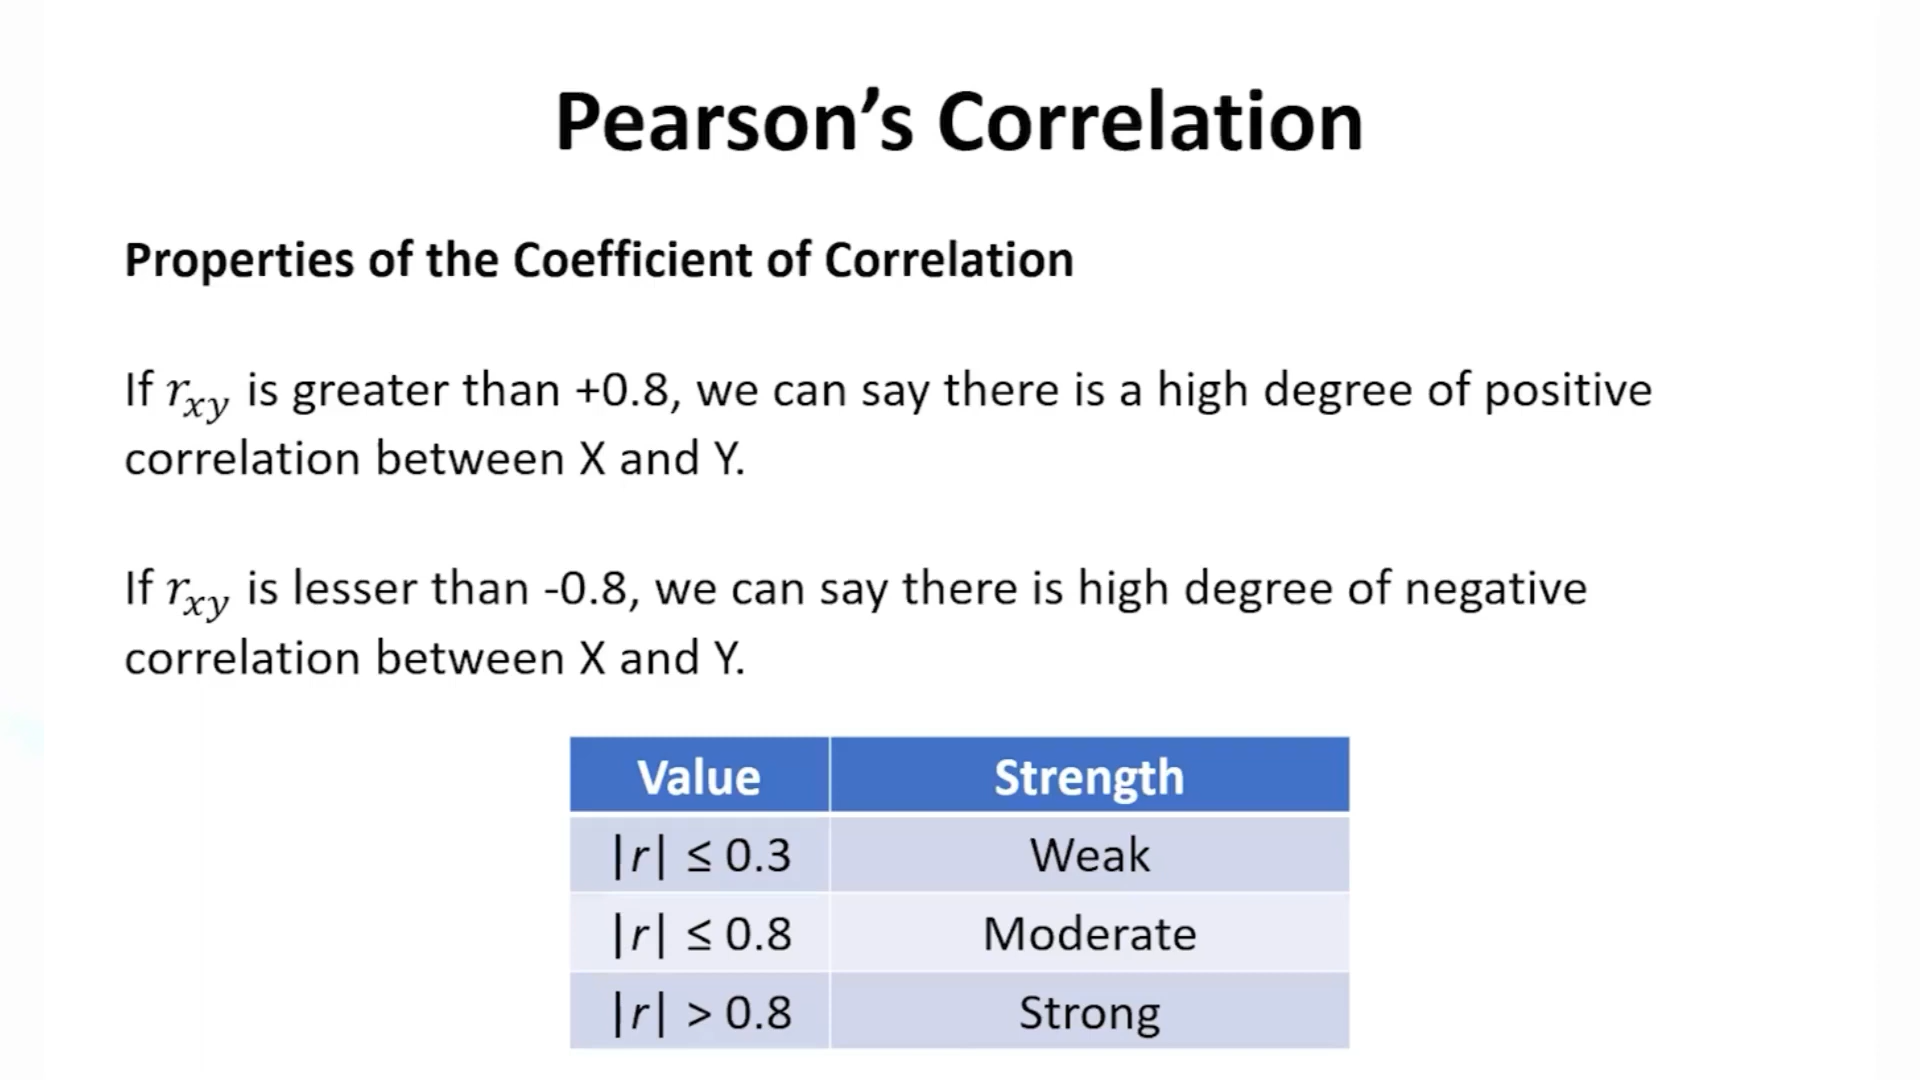 Pearson’s Correlation
Properties of the Coefficient of Correlation
If rxy is greater than +0.8, we can say there is a high degree of positive
correlation between X and Y.
If rxy is lesser than -0.8, we can say there is high degree of negative
correlation between X and Y.
Value Strength
|r| ≤ 0.3 Weak
|r| ≤ 0.8 Moderate
|r| > 0.8 Strong